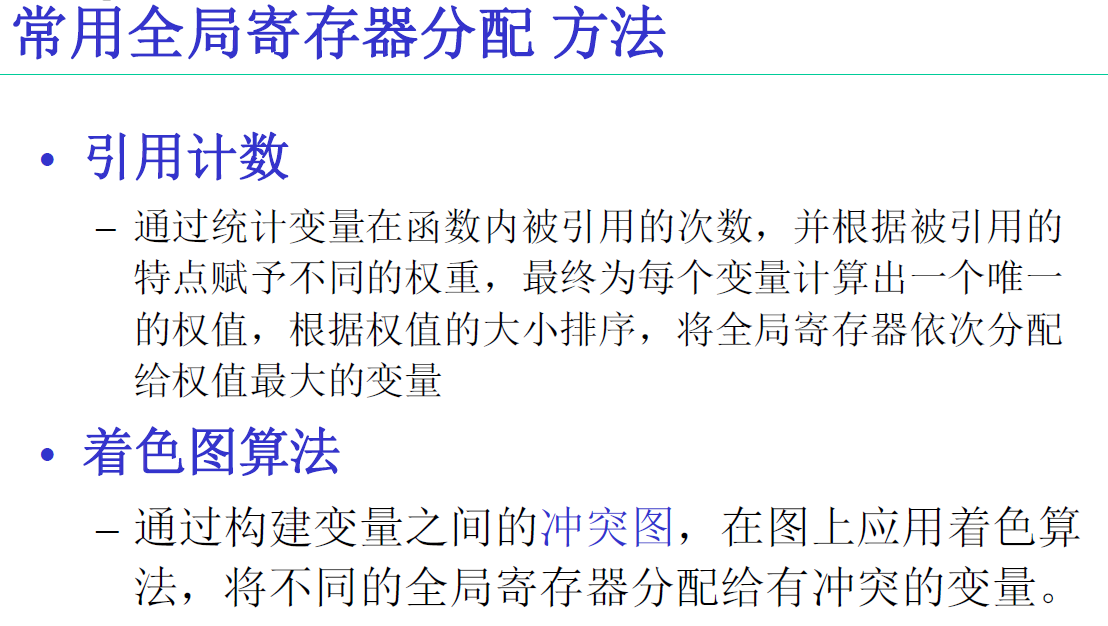 常用全局寄存器分配 方法
• 引用计数
– 通过统计变量在函数内被引用的次数，并根据被引用的
特点赋予不同的权重，最终为每个变量计算出一个唯一
的权值，根据权值的大小排序，将全局寄存器依次分配
给权值最大的变量
• 着色图算法
– 通过构建变量之间的冲突图，在图上应用着色算
法，将不同的全局寄存器分配给有冲突的变量。